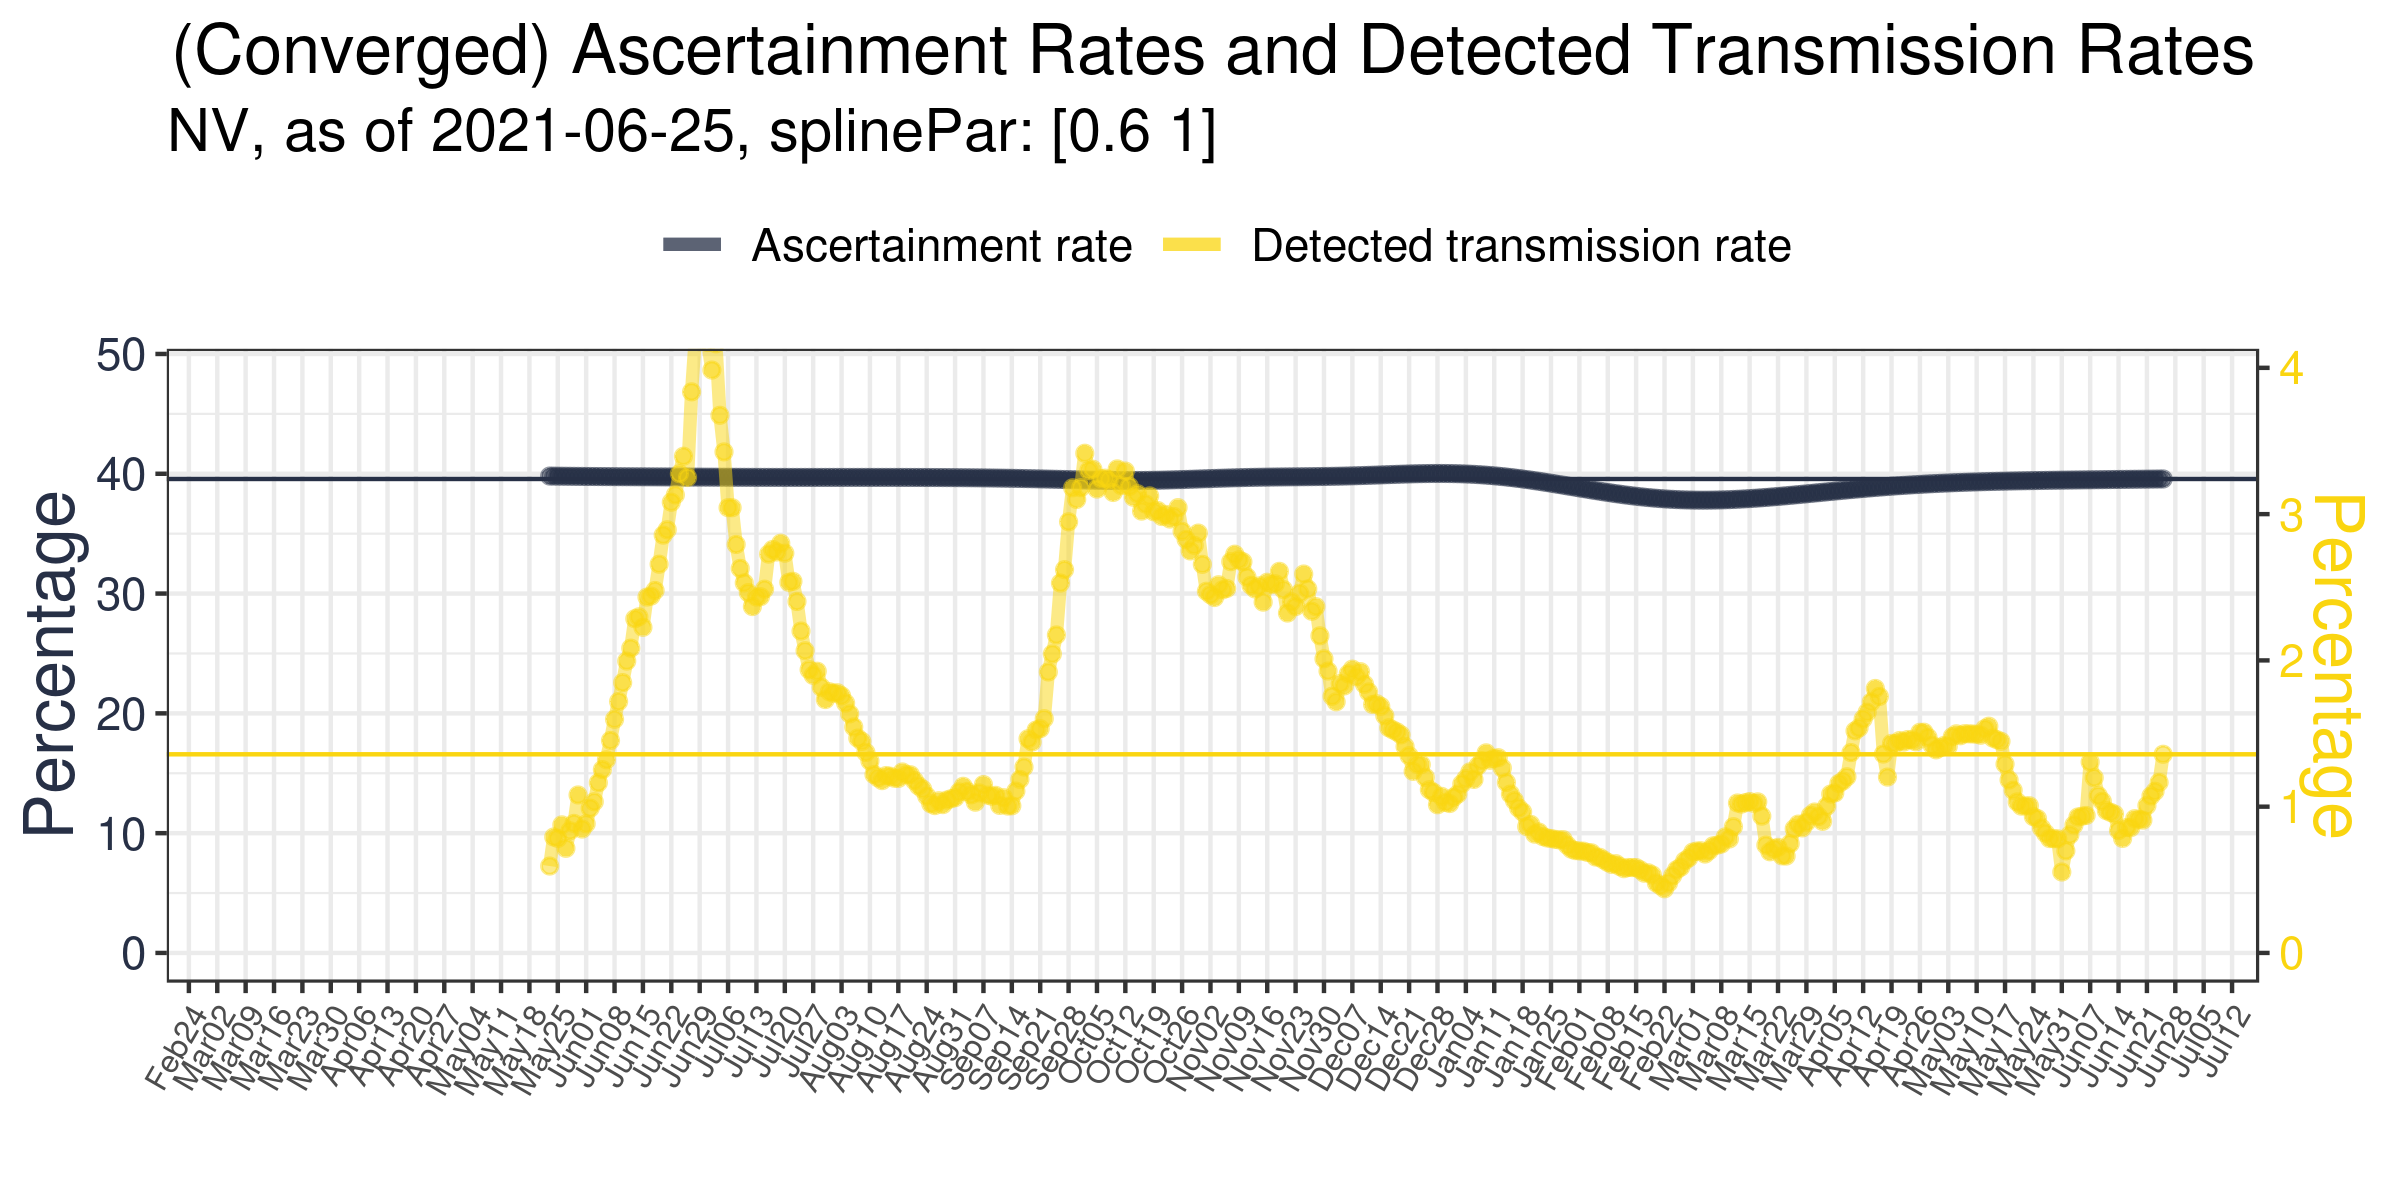 (Converged) Ascertainment Rates and Detected Transmission Rates
NV, as of 2021-06-25, splinePar: [0.6 1]
Ascertainment rate Detected transmission rate
Percentage
50
40
30
20
10
0
4
3
2
1
0
Percentage
Feb24
Mar02
Mar09
Mar16
Mar23
Mar30
Apr06
Apr13
Apr20
Apr27
May04
May11
May18
May25
Jun01
Jun08
Jun15
Jun22
Jun29
Jul06
Jul13
Jul20
Jul27
Aug03
Aug10
Aug17
Aug24
Aug31
Sep07
Sep14
Sep21
Sep28
Oct05
Oct12
Oct19
Oct26
Nov02
Nov09
Nov16
Nov23
Nov30
Dec07
Dec14
Dec21
Dec28
Jan04
Jan11
Jan18
Jan25
Feb01
Feb08
Feb15
Feb22
Mar01
Mar08
Mar15
Mar22
Mar29
Apr05
Apr12
Apr19
Apr26
May03
May10
May17
May24
May31
Jun07
Jun14
Jun21
Jun28
Jul05
Jul12